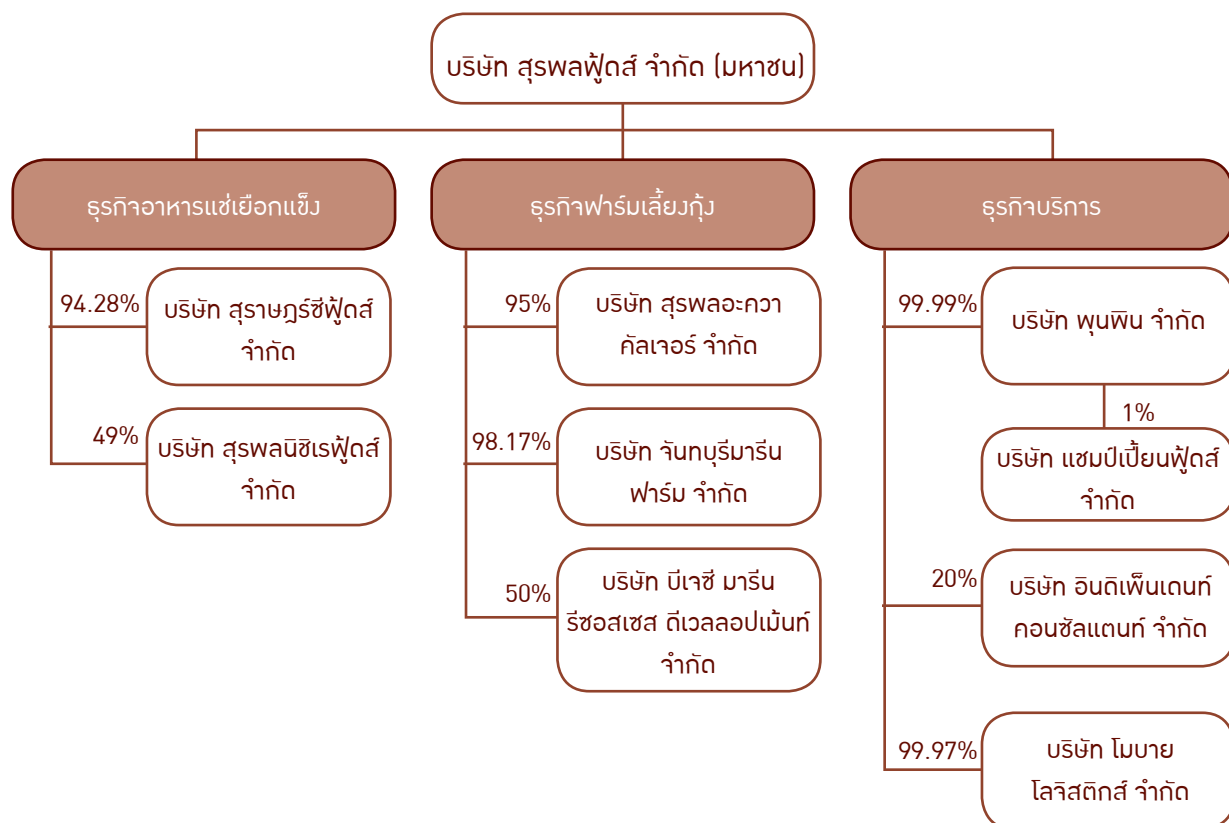 บริษัท สุรพลฟู้ดส์ จำกัด (มหาชน)
ธุรกิจอาหารแช่เยือกแข็ง
94.28%
บริษัท สุราษฎร์ซีฟู้ดส์
จำกัด
49%
บริษัท สุรพลนิชิเรฟู้ดส์
จำกัด
ธุรกิจฟาร์มเลี้ยงกุ้ง
95%
บริษัท สุรพลอะควา
คัลเจอร์ จำกัด
98.17%
บริษัท จันทบุรีมารีน
ฟาร์ม จำกัด
50%
บริษัท บีเจซี มารีน
รีซอสเซส ดีเวลลอปเม้นท์
จำกัด
ธุรกิจบริการ
99.99%
บริษัท พุนพิน จำกัด
1%
บริษัท แชมป์เปี้ยนฟู้ดส์
จำกัด
20%
บริษัท อินดิเพ็นเดนท์
คอนซัลแตนท์ จำกัด
99.97%
บริษัท โมบาย
โลจิสติกส์ จำกัด